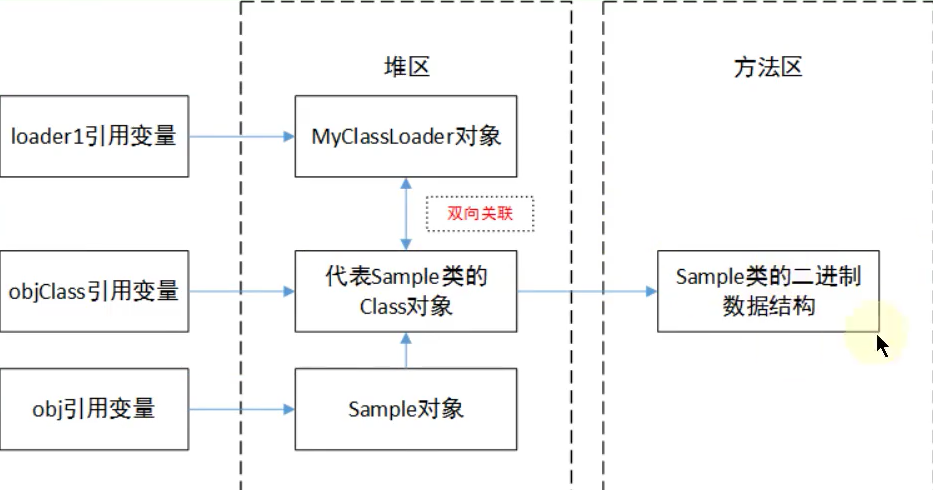 堆区
方法区
loader1引用变量
MyClassLoader对象
双向关联
objClass引用变量
代表Sample类的
Class对象
Sample类的二进制
数据结构
obj引用变量
Sample对象